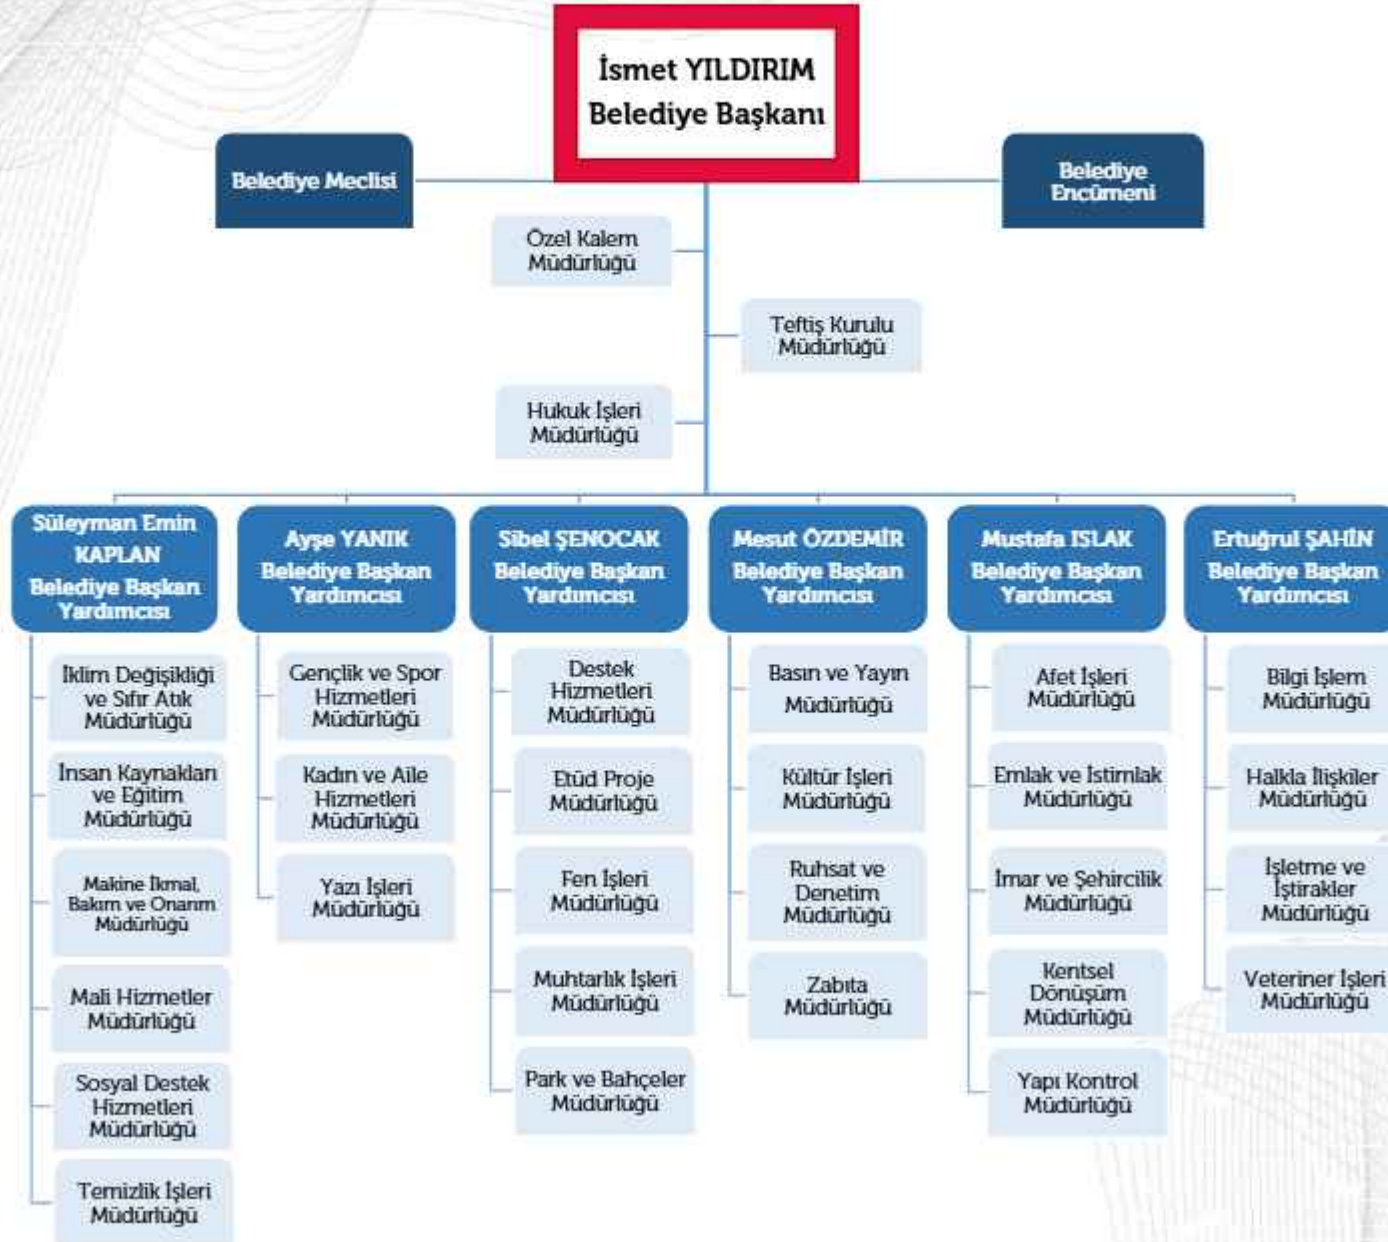 İsmet YILDIRIM
Belediye Başkanı
Belediye Meclisi
Belediye
Encümeni
Özel Kalem
Müdürlüğü
Teftiş Kurulu
Müdürlüğü
Hukuk İşleri
Müdürlüğü
Süleyman Emin
KAPLAN
Belediye Başkan
Yardımcısı
İklim Değişikliği
ve Sıfır Atık
Müdürlüğü
İnsan Kaynakları
ve Eğitim
Müdürlüğü
Makine İkmal,
Bakım ve Onarım
Müdürlüğü
Mali Hizmetler
Müdürlüğü
Sosyal Destek
Hizmetleri
Müdürlüğü
Temizlik İşleri
Müdürlüğü
Ayşe YANIK
Belediye Başkan
Yardımcısı
Gençlik ve Spor
Hizmetleri
Müdürlüğü
Kadın ve Aile
Hizmetleri
Müdürlüğü
Yazı İşleri
Müdürlüğü
Sibel ŞENOCAK
Belediye Başkan
Yardımcısı
Destek
Hizmetleri
Müdürlüğü
Etüd Proje
Müdürlüğü
Fen İşleri
Müdürlüğü
Muhtarlık İşleri
Müdürlüğü
Park ve Bahçeler
Müdürlüğü
Mesut ÖZDEMİR
Belediye Başkan
Yardımcısı
Basın ve Yayın
Müdürlüğü
Kültür İşleri
Müdürlüğü
Ruhsat ve
Denetim
Müdürlüğü
Zabıta
Müdürlüğü
Mustafa ISLAK
Belediye Başkan
Yardımcısı
Afet İşleri
Müdürlüğü
Emlak ve İstimlak
Müdürlüğü
İmar ve Şehircilik
Müdürlüğü
Kentsel
Dönüşüm
Müdürlüğü
Yapı Kontrol
Müdürlüğü
Ertuğrul ŞAHİN
Belediye Başkan
Yardımcısı
Bilgi İşlem
Müdürlüğü
Halkla İlişkiler
Müdürlüğü
İşletme ve
İştirakler
Müdürlüğü
Veteriner İşleri
Müdürlüğü